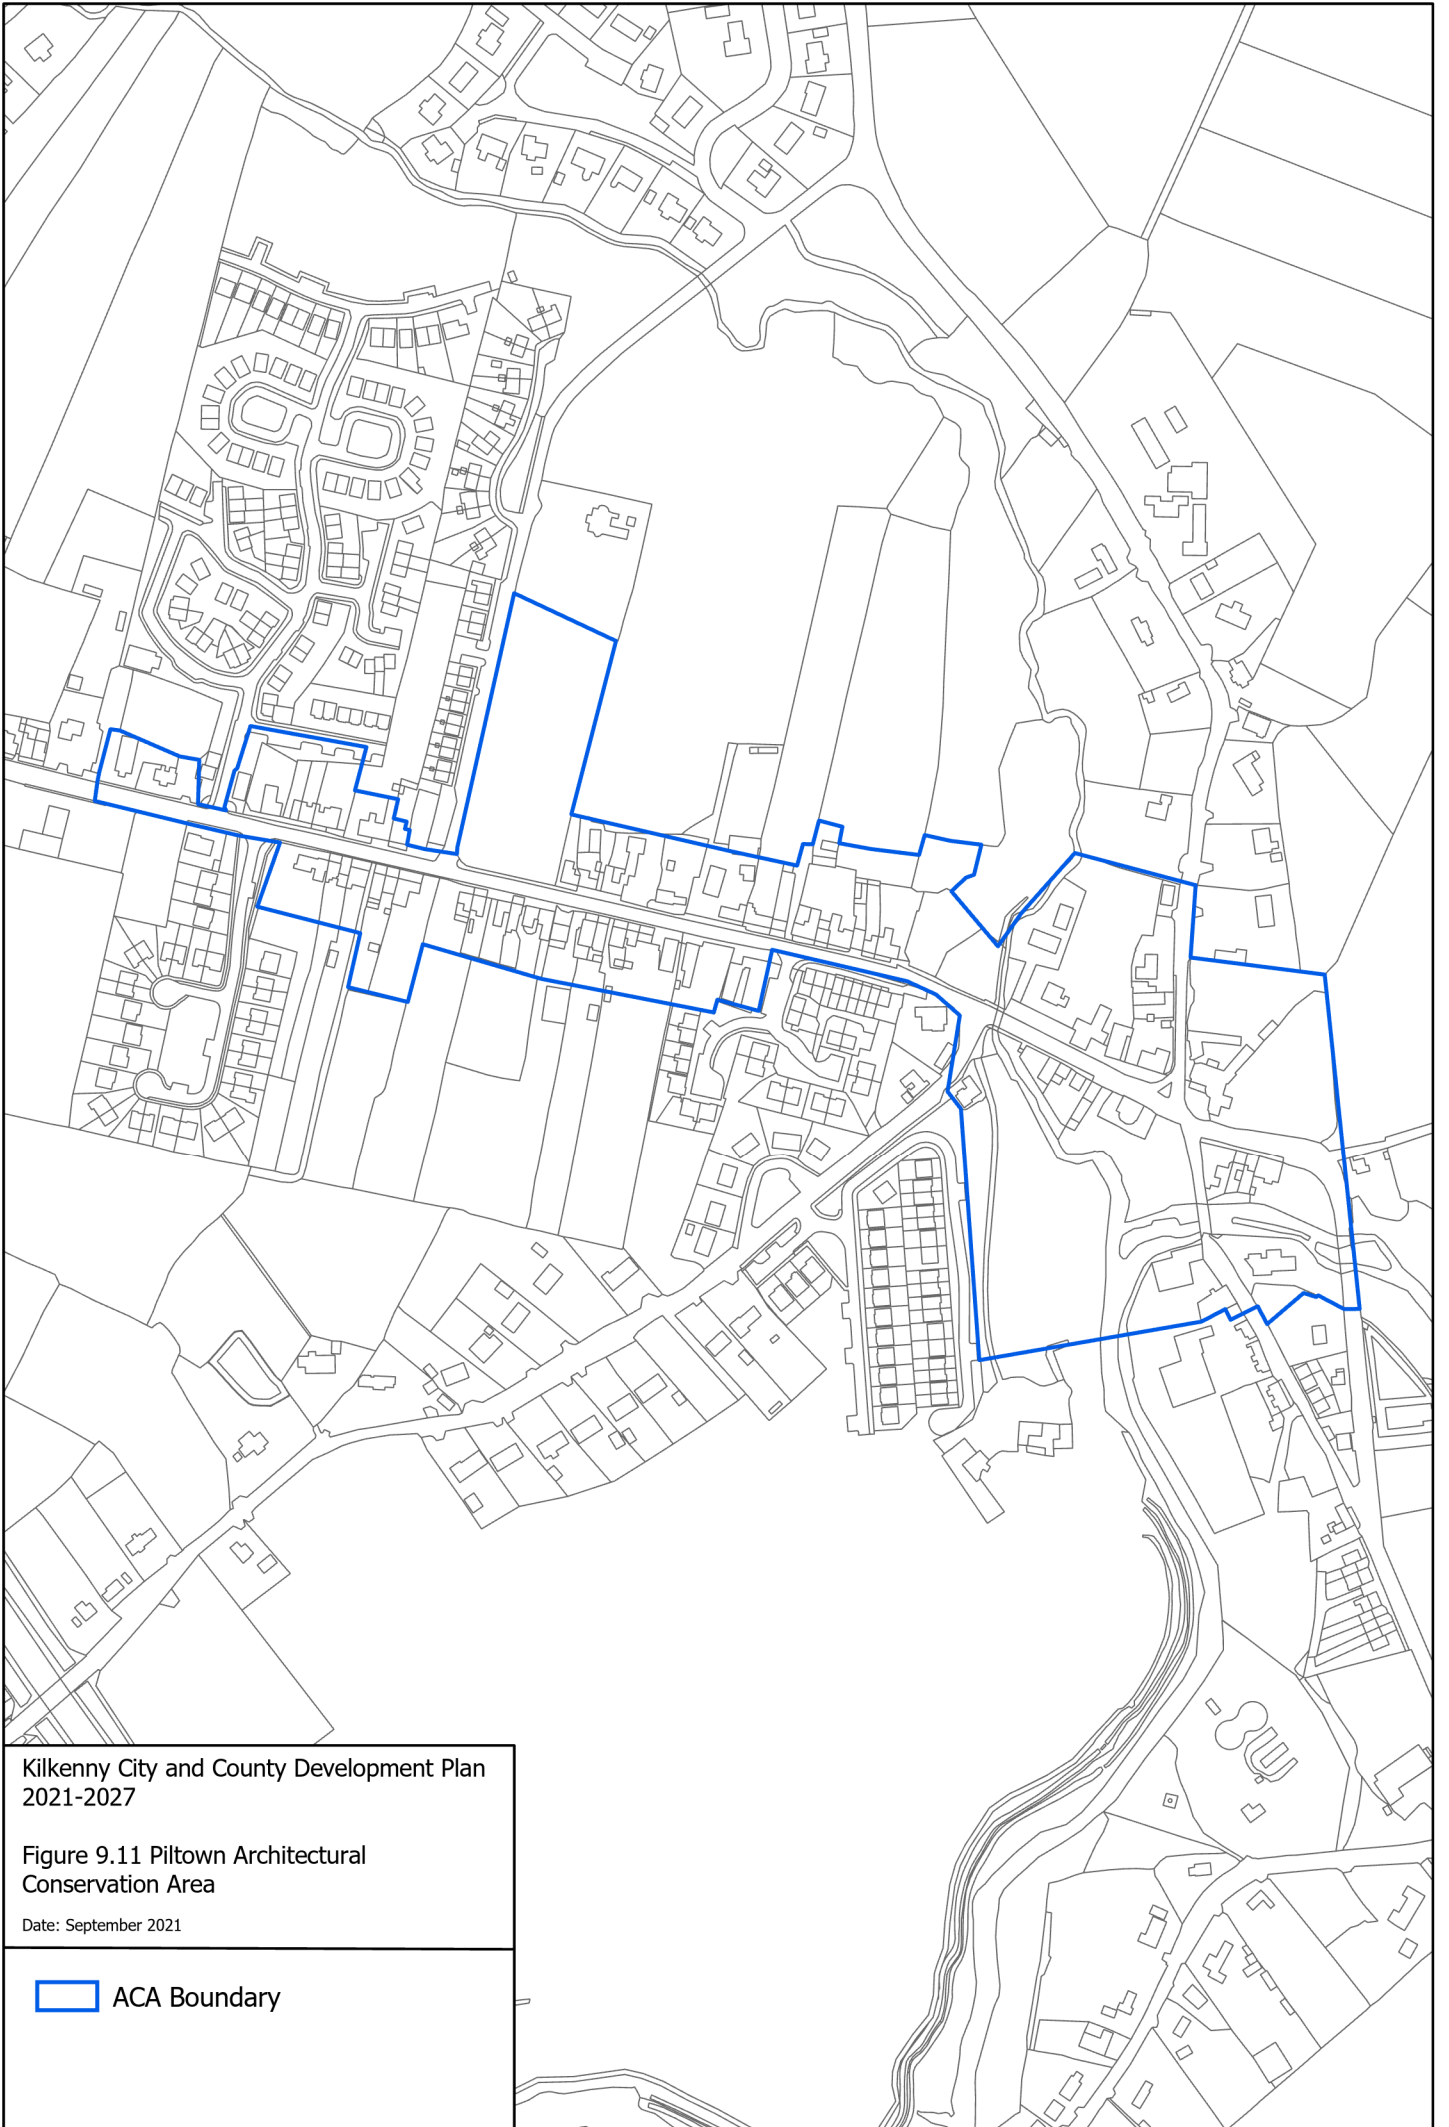 Kilkenny City and County Development Plan
2021-2027
Figure 9.11 Piltown Architectural
Conservation Area
Date: September 2021
ACA Boundary